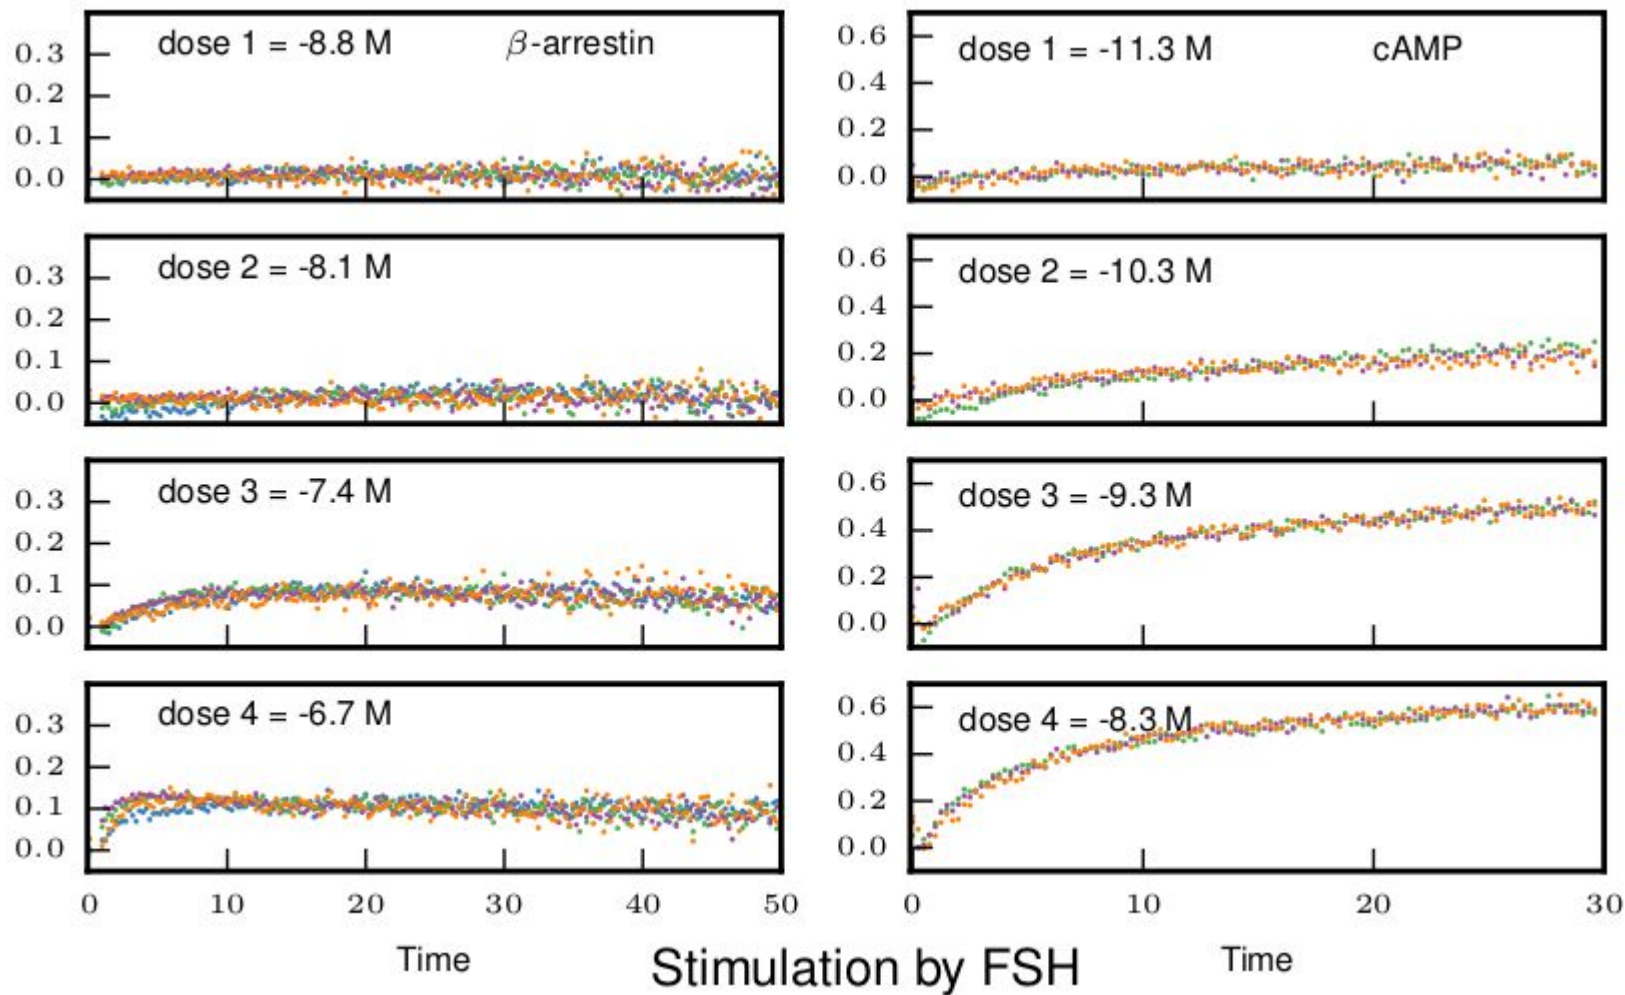 dose 1 = -8.8 M β-arrestin
0.3
0.2
0.1
0.0
dose 1 = -11.3 M cAMP
0.6
0.4
0.2
0.0
dose 2 = -8.1 M
0.3
0.2
0.1
0.0
dose 2 = -10.3 M
0.6
0.4
0.2
0.0
dose 3 = -7.4 M
0.3
0.2
0.1
0.0
dose 3 = -9.3 M
0.6
0.4
0.2
0.0
dose 4 = -6.7 M
0.3
0.2
0.1
0.0
0 10 20 30 40 50
Time
dose 4 = -8.3 M
0.6
0.4
0.2
0.0
0 10 20 30
Time
Stimulation by FSH